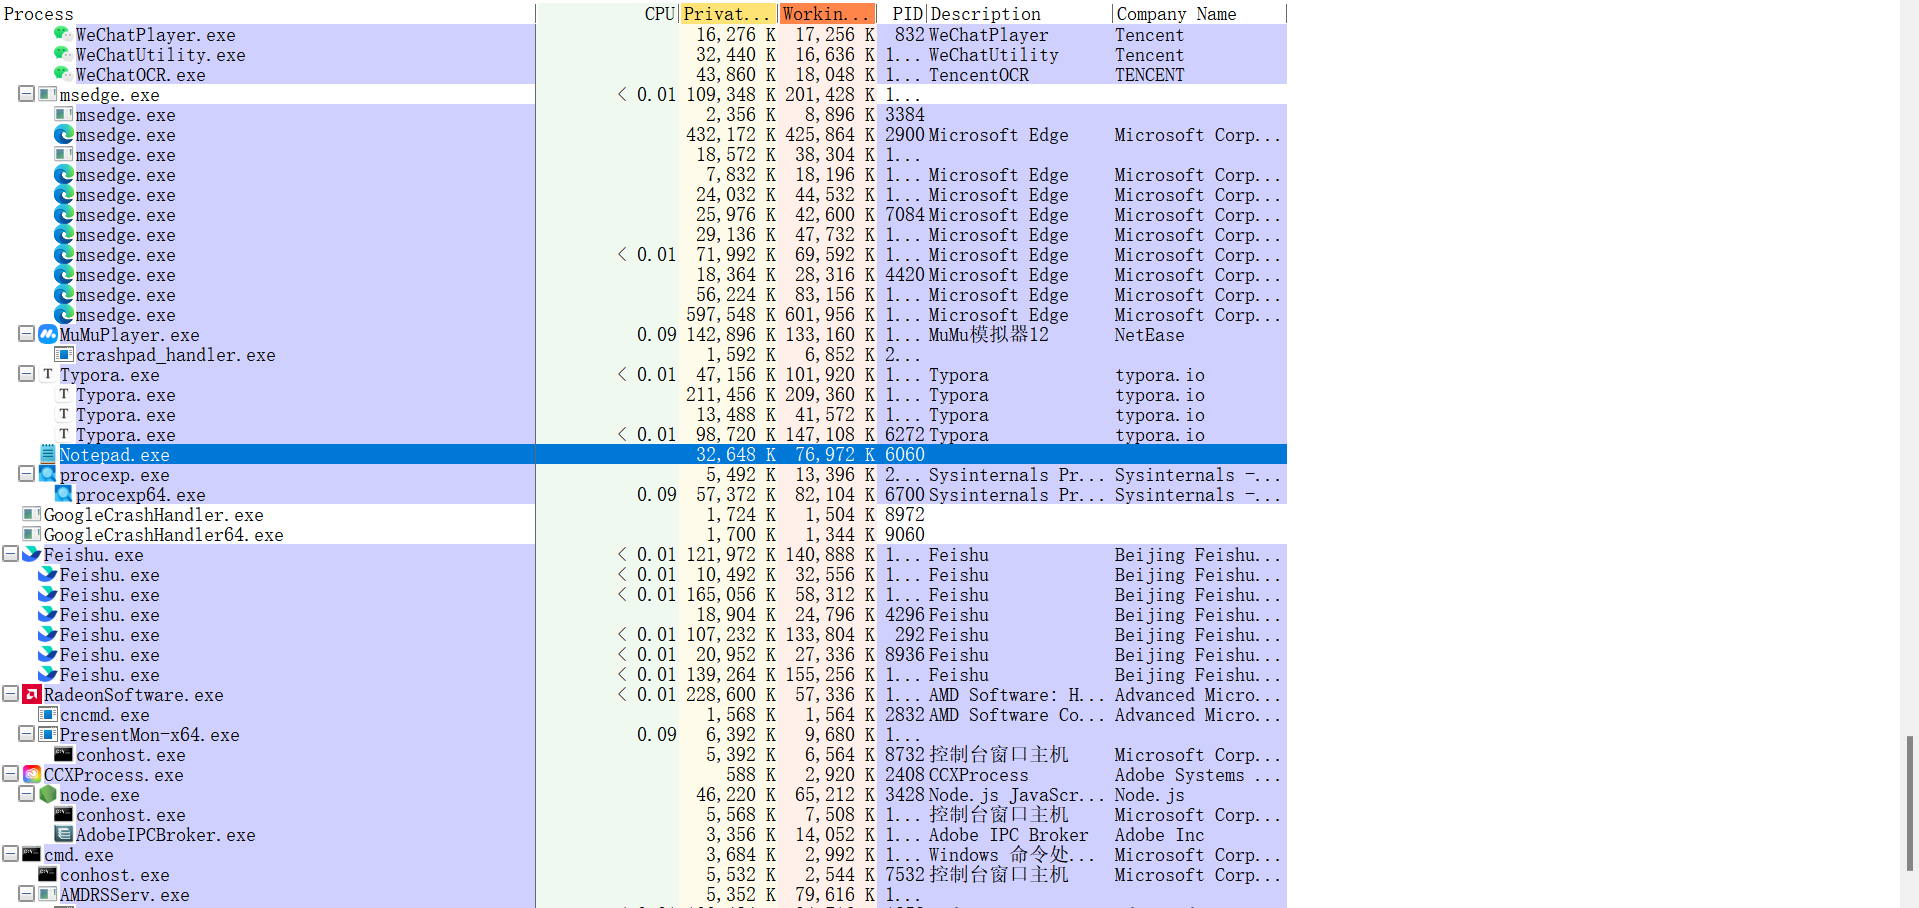 Process CPU Privat... Workin... PID Description Company Name
WeChatPlayer.exe 16,276 K 17,256 K 832 WeChatPlayer Tencent
WeChatUtility.exe 32,440 K 16,636 K 1... WeChatUtility Tencent
WeChatOCR.exe 43,860 K 18,048 K 1... TencentOCR TENCENT
msedge.exe < 0.01 109,348 K 201,428 K 1...
msedge.exe 2,356 K 8,896 K 3384
msedge.exe 432,172 K 425,864 K 2900 Microsoft Edge Microsoft Corp...
msedge.exe 18,572 K 38,304 K 1...
msedge.exe 7,832 K 18,196 K 1... Microsoft Edge Microsoft Corp...
msedge.exe 24,032 K 44,532 K 1... Microsoft Edge Microsoft Corp...
msedge.exe 25,976 K 42,600 K 7084 Microsoft Edge Microsoft Corp...
msedge.exe 29,136 K 47,732 K 1... Microsoft Edge Microsoft Corp...
msedge.exe < 0.01 71,992 K 69,592 K 1... Microsoft Edge Microsoft Corp...
msedge.exe 18,364 K 28,316 K 4420 Microsoft Edge Microsoft Corp...
msedge.exe 56,224 K 83,156 K 1... Microsoft Edge Microsoft Corp...
msedge.exe 597,548 K 601,956 K 1... Microsoft Edge Microsoft Corp...
MuMuPlayer.exe 0.09 142,896 K 133,160 K 1... MuMu模拟器12 NetEase
crashpad_handler.exe 1,592 K 6,852 K 2...
Typora.exe < 0.01 47,156 K 101,920 K 1... Typora typora.io
Typora.exe 211,456 K 209,360 K 1... Typora typora.io
Typora.exe 13,488 K 41,572 K 1... Typora typora.io
Typora.exe < 0.01 98,720 K 147,108 K 6272 Typora typora.io
Notepad.exe 32,648 K 76,972 K 6060
procexp.exe 5,492 K 13,396 K 2... Sysinternals Pr... Sysinternals -...
procexp64.exe 0.09 57,372 K 82,104 K 6700 Sysinternals Pr... Sysinternals -...
GoogleCrashHandler.exe 1,724 K 1,504 K 8972
GoogleCrashHandler64.exe 1,700 K 1,344 K 9060
Feishu.exe < 0.01 121,972 K 140,888 K 1... Feishu Beijing Feishu...
Feishu.exe < 0.01 10,492 K 32,556 K 1... Feishu Beijing Feishu...
Feishu.exe < 0.01 165,056 K 58,312 K 1... Feishu Beijing Feishu...
Feishu.exe 18,904 K 24,796 K 4296 Feishu Beijing Feishu...
Feishu.exe < 0.01 107,232 K 133,804 K 292 Feishu Beijing Feishu...
Feishu.exe < 0.01 20,952 K 27,336 K 8936 Feishu Beijing Feishu...
Feishu.exe < 0.01 139,264 K 155,256 K 1... Feishu Beijing Feishu...
RadeonSoftware.exe < 0.01 228,600 K 57,336 K 1... AMD Software: H... Advanced Micro...
cncmd.exe 1,568 K 1,564 K 2832 AMD Software Co... Advanced Micro...
PresentMon-x64.exe 0.09 6,392 K 9,680 K 1...
conhost.exe 5,392 K 6,564 K 8732 控制台窗口主机 Microsoft Corp...
CCXProcess.exe 588 K 2,920 K 2408 CCXProcess Adobe Systems ...
node.exe 46,220 K 65,212 K 3428 Node.js JavaScr... Node.js
conhost.exe 5,568 K 7,508 K 1... 控制台窗口主机 Microsoft Corp...
AdobeIPCBroker.exe 3,356 K 14,052 K 1... Adobe IPC Broker Adobe Inc
cmd.exe 3,684 K 2,992 K 1... Windows 命令处... Microsoft Corp...
conhost.exe 5,532 K 2,544 K 7532 控制台窗口主机 Microsoft Corp...
AMDRSServ.exe 5,352 K 79,616 K 1...